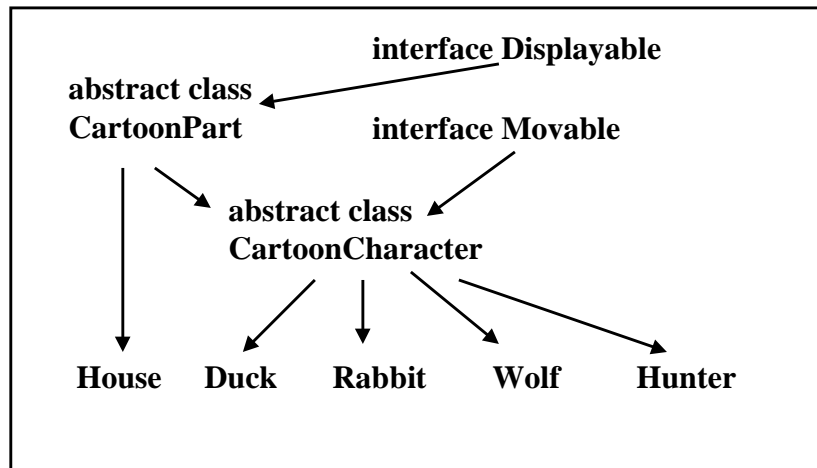 interface Displayable
abstract class
CartoonPart
interface Movable
abstract class
CartoonCharacter
House Duck Rabbit Wolf Hunter